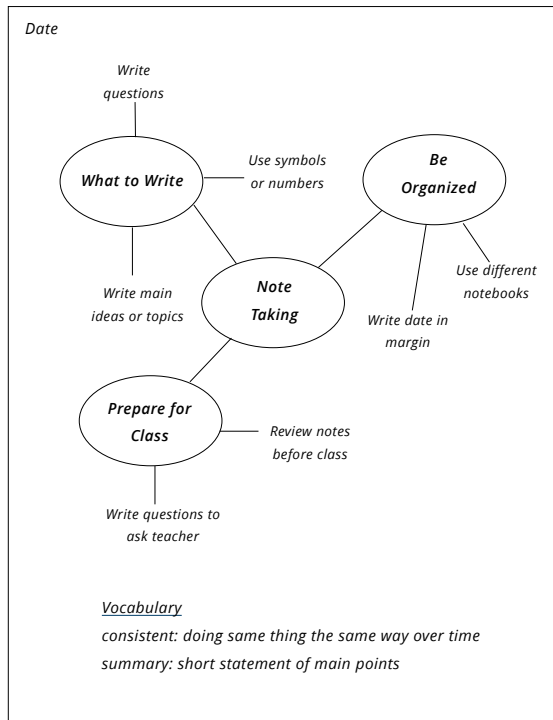 Date
Write
questions
What to Write
Use symbols
or numbers
Be
Organized
Write main
ideas or topics
Note
Taking
Use different
notebooks
Write date in
margin
Prepare for
Class
Review notes
before class
Write questions to
ask teacher
Vocabulary
consistent: doing same thing the same way over time
summary: short statement of main points